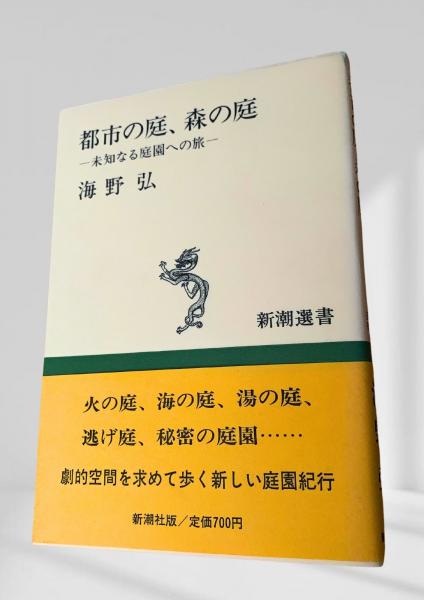 都市の庭、森の庭
—未知なる庭園への旅—
海野弘
新潮選書
火の庭、海の庭、湯の庭、
逃げ庭、秘密の庭園……
劇的空間を求めて歩く新しい庭園紀行
新潮社版／定価700円